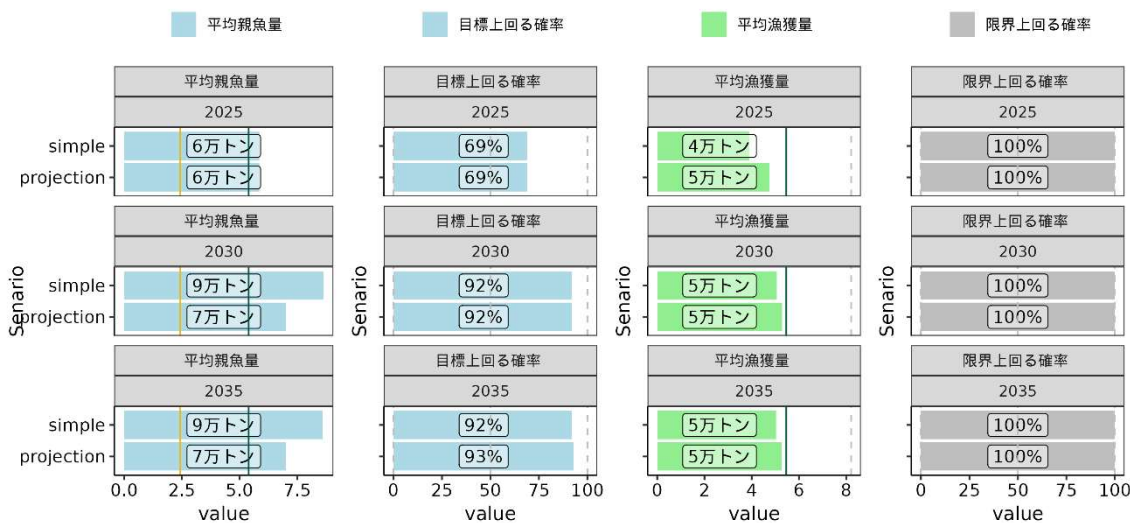 平均親魚量
目標上回る確率
平均漁獲量
限界上回る確率
平均親魚量
目標上回る確率
平均漁獲量
限界上回る確率
2025
2025
2025
2025
simple
6万トン
69%
4万トン
100%
projection
6万トン
69%
5万トン
100%
平均親魚量
目標上回る確率
平均漁獲量
限界上回る確率
2030
2030
2030
2030
Senario
Senario
simple
9万トン
92%
5万トン
100%
projection
7万トン
92%
5万トン
100%
平均親魚量
目標上回る確率
平均漁獲量
限界上回る確率
2035
2035
2035
2035
simple
9万トン
92%
5万トン
100%
projection
7万トン
93%
5万トン
100%
0.0 2.5 5.0 7.5
0 25 50 75 100
0 2 4 6 8
0 25 50 75 100
value
value
value
value